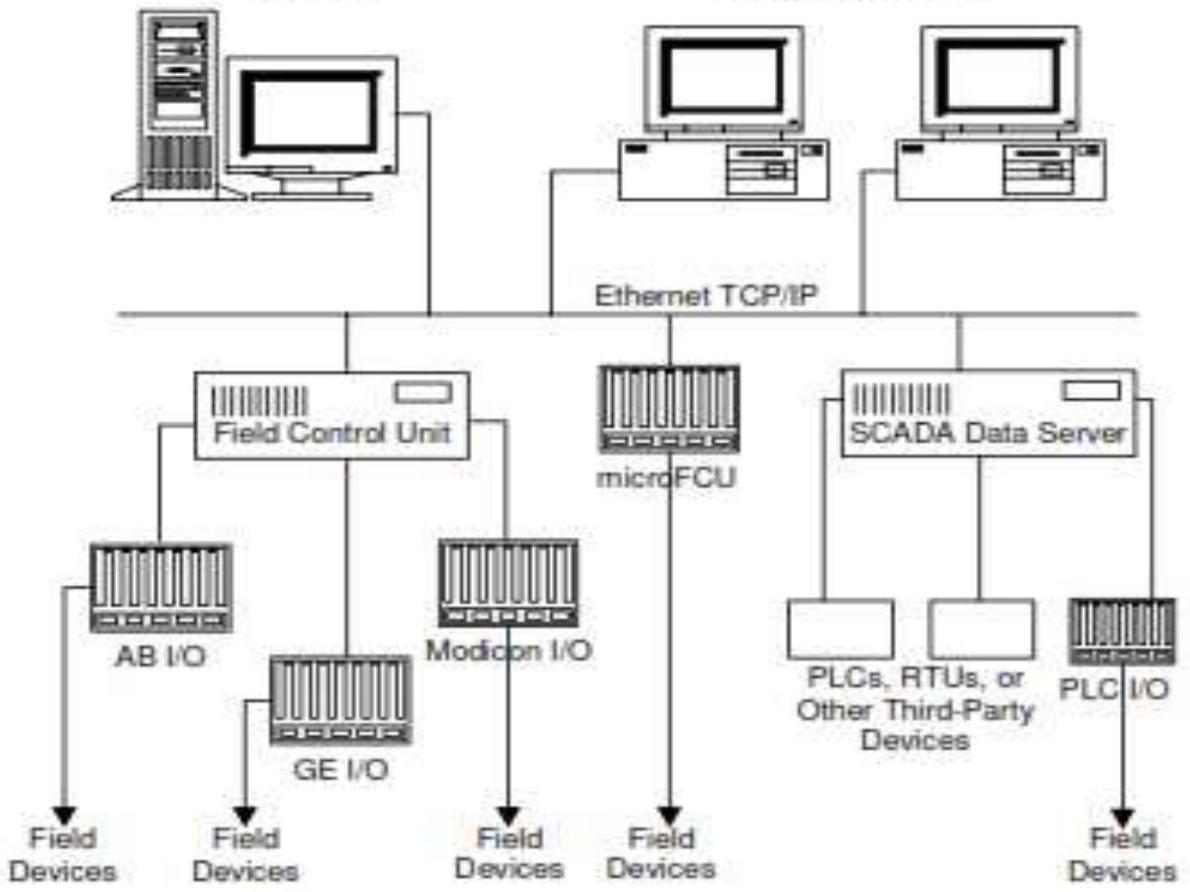 Ethernet TCP/IP
Field Control Unit
microFCU
SCADA Data Server
AB I/O
Modicon I/O
GE I/O
PLCs, RTUs, or
Other Third-Party
Devices
PLC I/O
Field
Devices
Field
Devices
Field
Devices
Field
Devices
Field
Devices